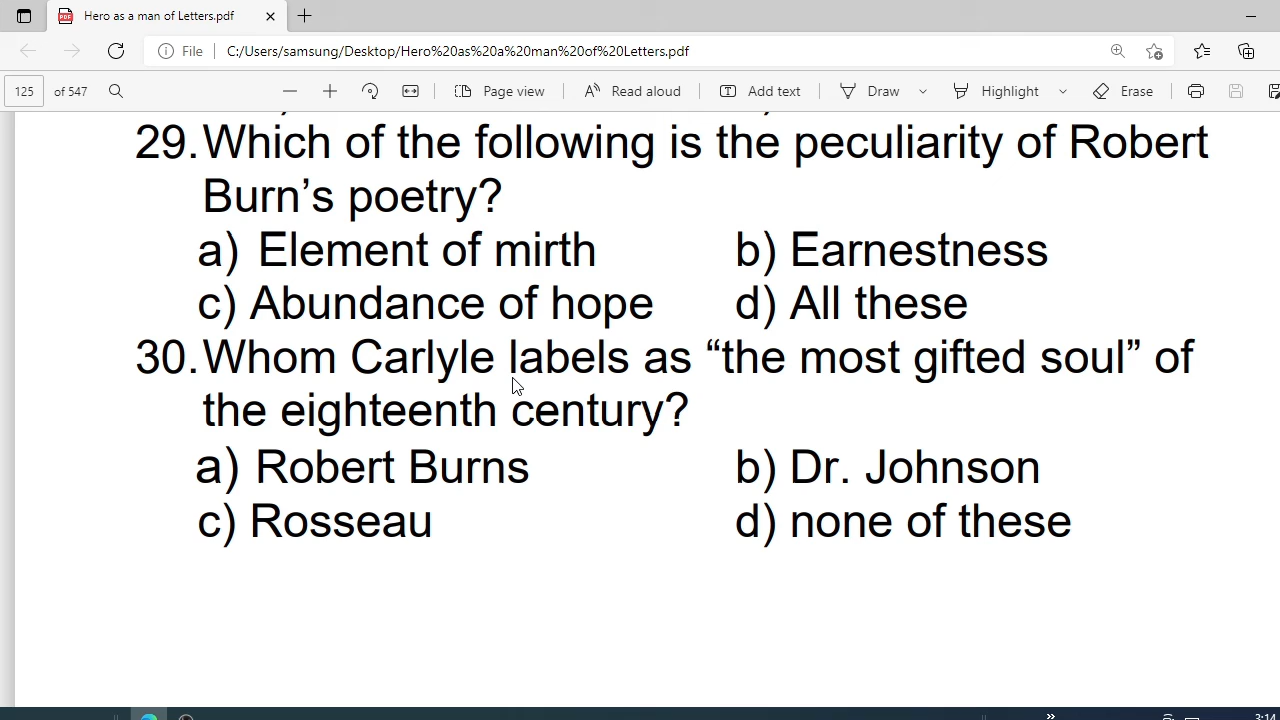 Hero as a man of Letters.pdf
File C:/Users/samsung/Desktop/Hero%20as%20a%20man%20of%20Letters.pdf
125 of 547 Page view Read aloud Add text Draw Highlight Erase
29. Which of the following is the peculiarity of Robert
Burn’s poetry?
a) Element of mirth b) Earnestness
c) Abundance of hope d) All these
30. Whom Carlyle labels as “the most gifted soul” of
the eighteenth century?
a) Robert Burns b) Dr. Johnson
c) Rosseau d) none of these